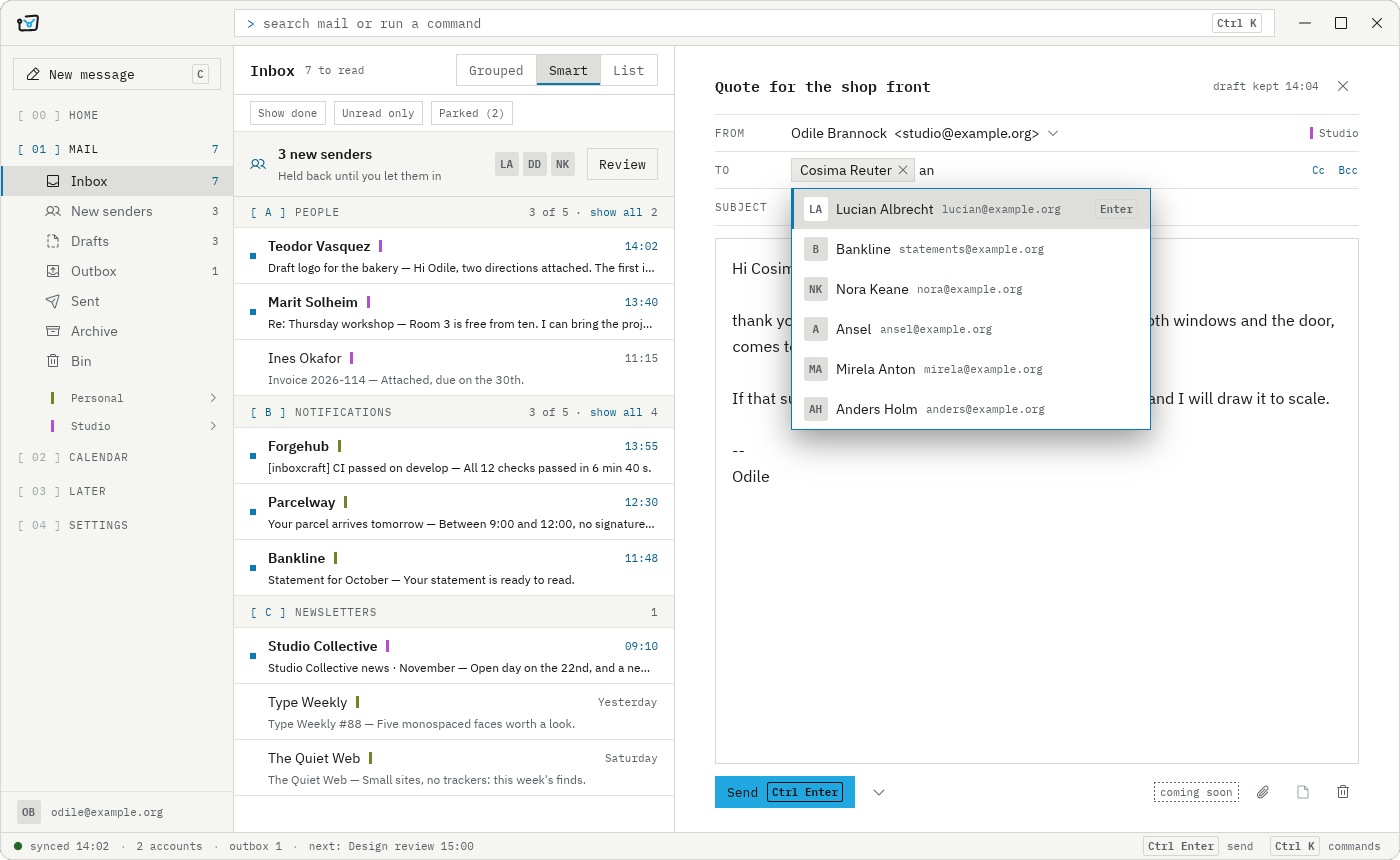 > search mail or run a command Ctrl K
New message C
[ 00 ] HOME
[ 01 ] MAIL 7
Inbox 7
New senders 3
Drafts 3
Outbox 1
Sent
Archive
Bin
Personal
Studio
[ 02 ] CALENDAR
[ 03 ] LATER
[ 04 ] SETTINGS
OB odile@example.org
Inbox 7 to read Grouped Smart List
Show done Unread only Parked (2)
3 new senders
Held back until you let them in
LA DD NK Review
[ A ] PEOPLE 3 of 5 · show all 2
Teodor Vasquez 14:02
Draft logo for the bakery — Hi Odile, two directions attached. The first i…
Marit Solheim 13:40
Re: Thursday workshop — Room 3 is free from ten. I can bring the proj…
Ines Okafor 11:15
Invoice 2026-114 — Attached, due on the 30th.
[ B ] NOTIFICATIONS 3 of 5 · show all 4
Forgehub 13:55
[inboxcraft] CI passed on develop — All 12 checks passed in 6 min 40 s.
Parcelway 12:30
Your parcel arrives tomorrow — Between 9:00 and 12:00, no signature…
Bankline 11:48
Statement for October — Your statement is ready to read.
[ C ] NEWSLETTERS 1
Studio Collective 09:10
Studio Collective news · November — Open day on the 22nd, and a ne…
Type Weekly Yesterday
Type Weekly #88 — Five monospaced faces worth a look.
The Quiet Web Saturday
The Quiet Web — Small sites, no trackers: this week's finds.
Quote for the shop front draft kept 14:04
FROM Odile Brannock <studio@example.org> Studio
TO Cosima Reuter an Cc Bcc
SUBJECT
LA Lucian Albrecht lucian@example.org Enter
B Bankline statements@example.org
NK Nora Keane nora@example.org
A Ansel ansel@example.org
MA Mirela Anton mirela@example.org
AH Anders Holm anders@example.org
Hi
thank windows and the door,
comes
If that and I will draw it to scale.
--
Odile
Send Ctrl Enter coming soon
synced 14:02 · 2 accounts · outbox 1 · next: Design review 15:00 Ctrl Enter send Ctrl K commands